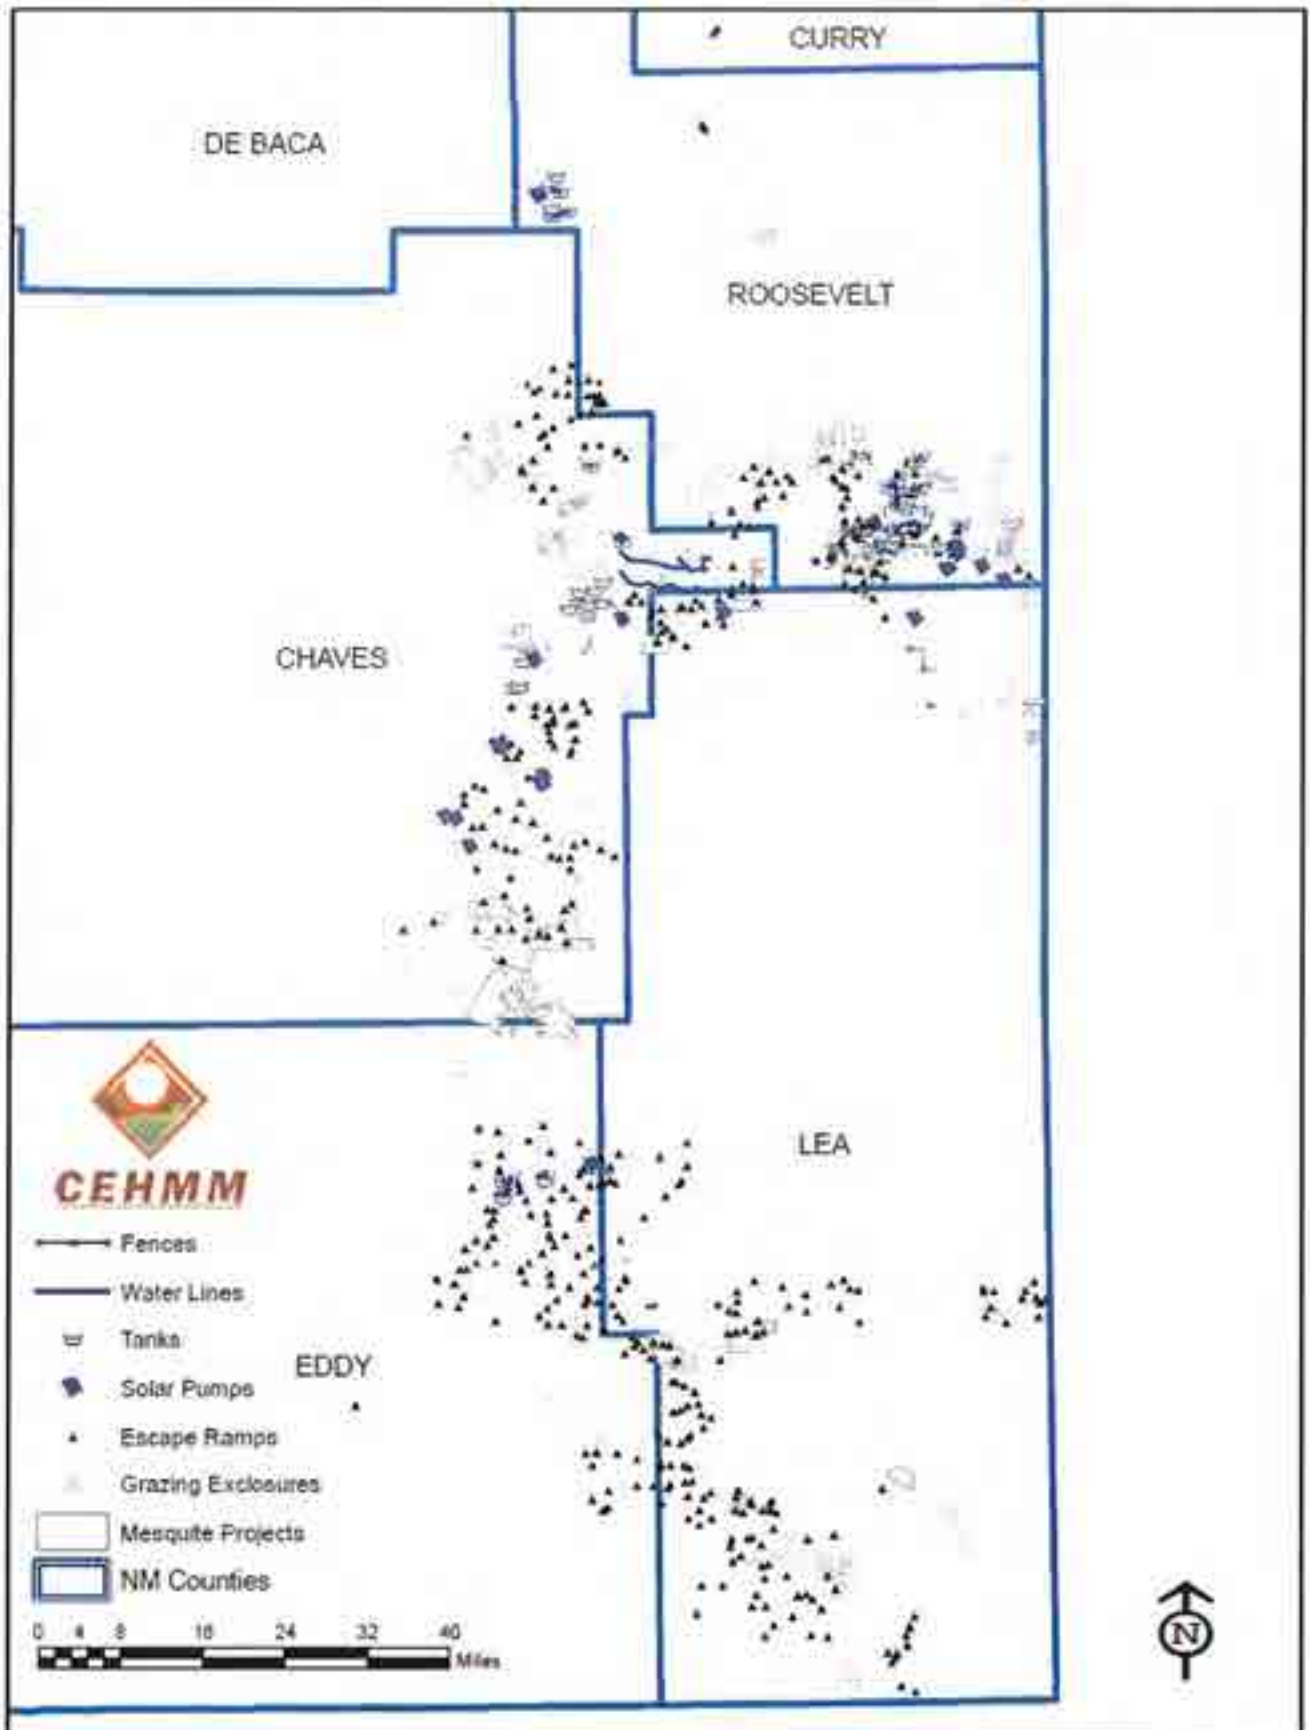 CURRY
DE BACA
ROOSEVELT
CHAVES
CEHMM
LEA
Fences
Water Lines
Tanks
EDDY
Solar Pumps
Escape Ramps
Grazing Exclosures
Mesquite Projects
NM Counties
0 4 8 16 24 32 40
Miles
N